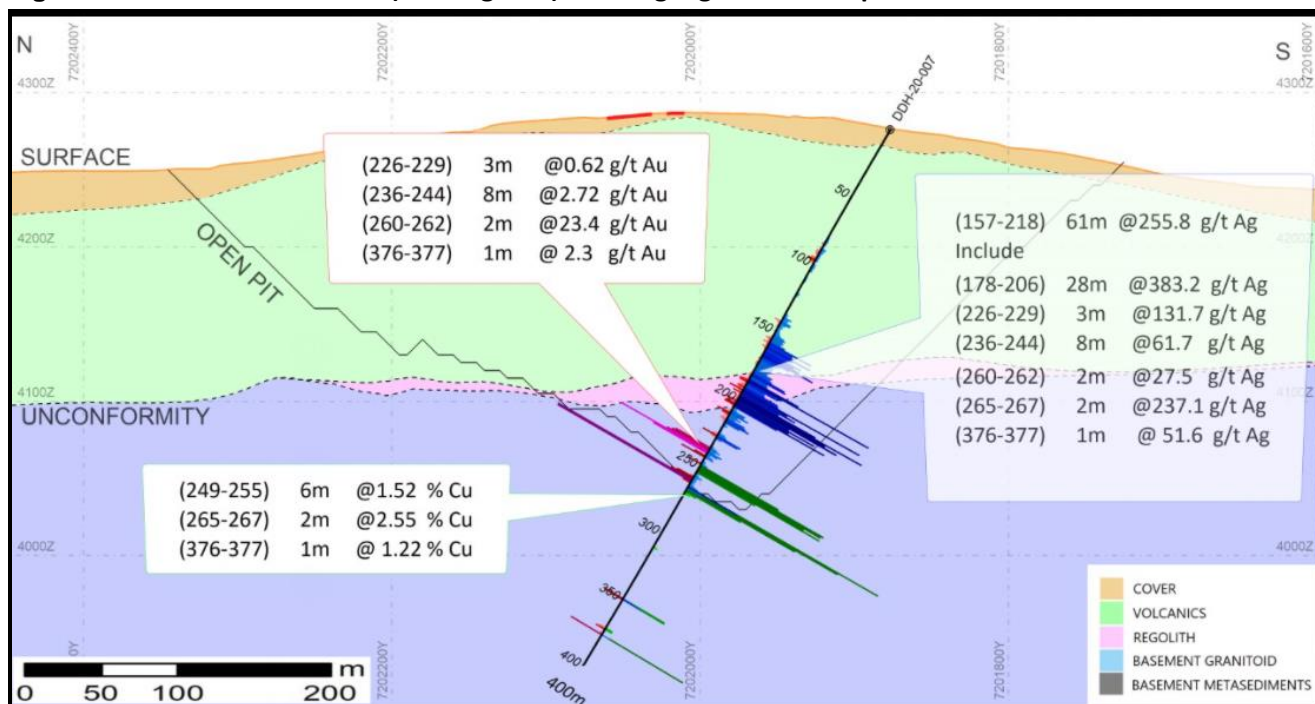 N
S
7202400Y
7202200Y
7202000Y
7201800Y
7201600Y
4300Z
4300Z
DDH-20-007
SURFACE
OPEN PIT
(226-229) 3m @0.62 g/t Au
(236-244) 8m @2.72 g/t Au
(260-262) 2m @23.4 g/t Au
(376-377) 1m @ 2.3 g/t Au
50
100
150
200
250
300
350
400
400m
(157-218) 61m @255.8 g/t Ag
Include
(178-206) 28m @383.2 g/t Ag
(226-229) 3m @131.7 g/t Ag
(236-244) 8m @61.7 g/t Ag
(260-262) 2m @27.5 g/t Ag
(265-267) 2m @237.1 g/t Ag
(376-377) 1m @ 51.6 g/t Ag
4200Z
4100Z
UNCONFORMITY
(249-255) 6m @1.52 % Cu
(265-267) 2m @2.55 % Cu
(376-377) 1m @ 1.22 % Cu
4000Z
4000Z
COVER
VOLCANICS
REGOLITH
BASEMENT GRANITOID
BASEMENT METASEDIMENTS
m
0 50 100 200
7202200Y
7202000Y
7201800Y